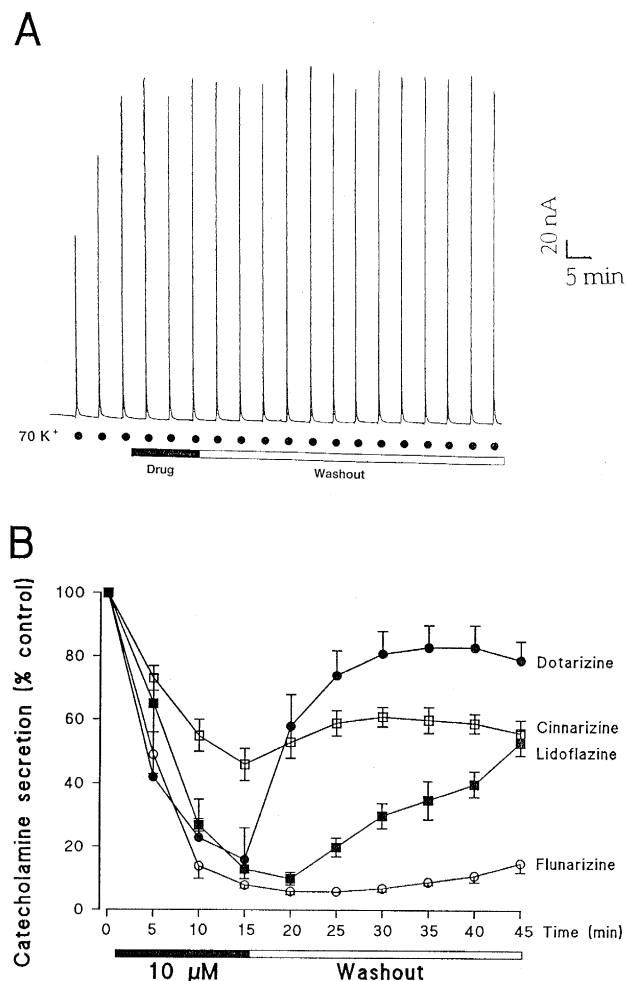 A
20 nA
5 min
70 K+
Drug
Washout
B
Catecholamine secretion (% control)
100
80
60
40
20
0
Dotarizine
Cinnarizine
Lidoflazine
Flunarizine
0 5 10 15 20 25 30 35 40 45 Time (min)
10 µM Washout